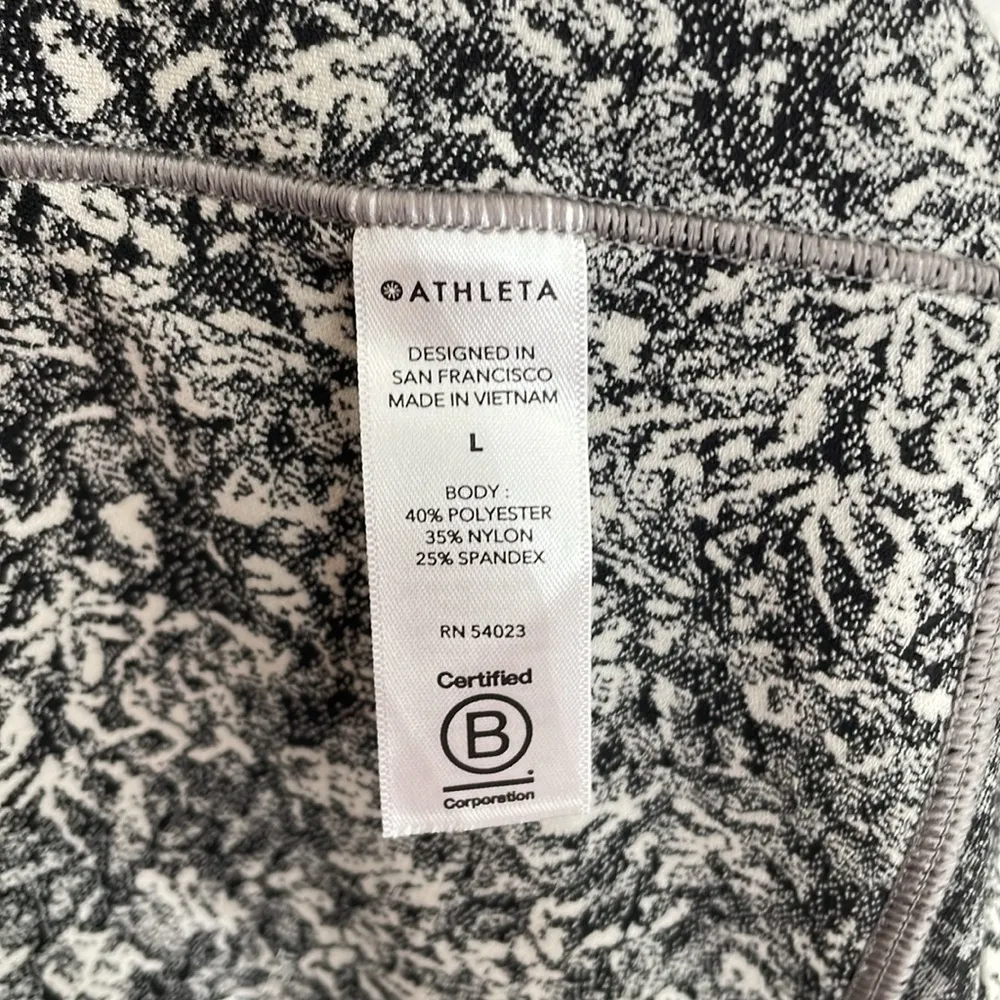 ATHLETA
DESIGNED IN
SAN FRANCISCO
MADE IN VIETNAM
L
BODY :
40% POLYESTER
35% NYLON
25% SPANDEX
RN 54023
Certified
B
Corporation